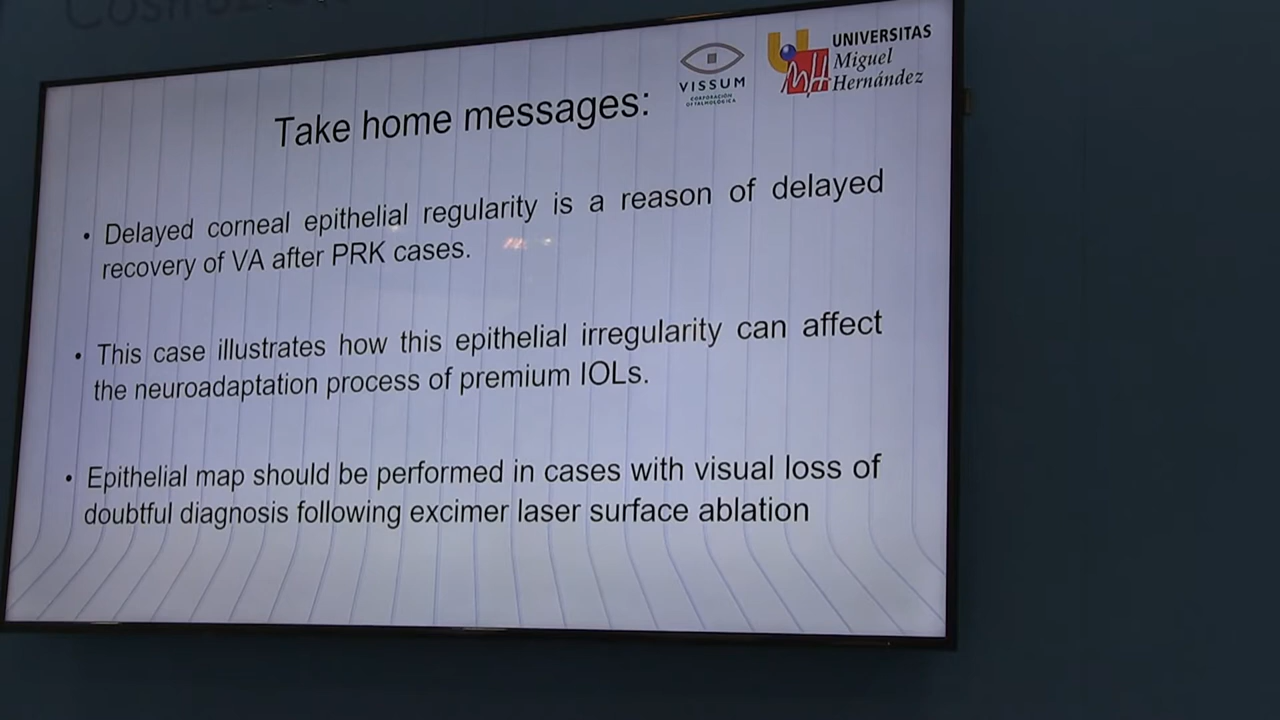 VISSUM
CORPORACIÓN
OFTALMOLÓGICA
UNIVERSITAS
Miguel
Hernández
Take home messages:
• Delayed corneal epithelial regularity is a reason of delayed
recovery of VA after PRK cases.
• This case illustrates how this epithelial irregularity can affect
the neuroadaptation process of premium IOLs.
• Epithelial map should be performed in cases with visual loss of
doubtful diagnosis following excimer laser surface ablation